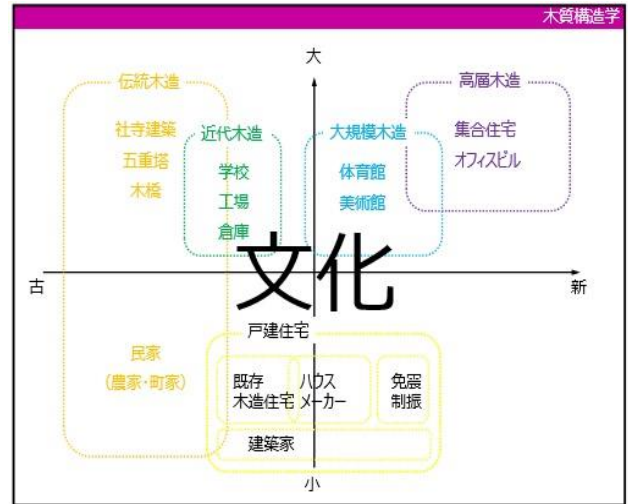 木質構造学
大
伝統木造
高層木造
社寺建築
五重塔
木橋
近代木造
学校
工場
倉庫
大規模木造
体育館
美術館
集合住宅
オフィスビル
文化
古
新
戸建住宅
民家
(農家・町家)
既存
木造住宅
ハウス
メーカー
免震
制振
建築家
小